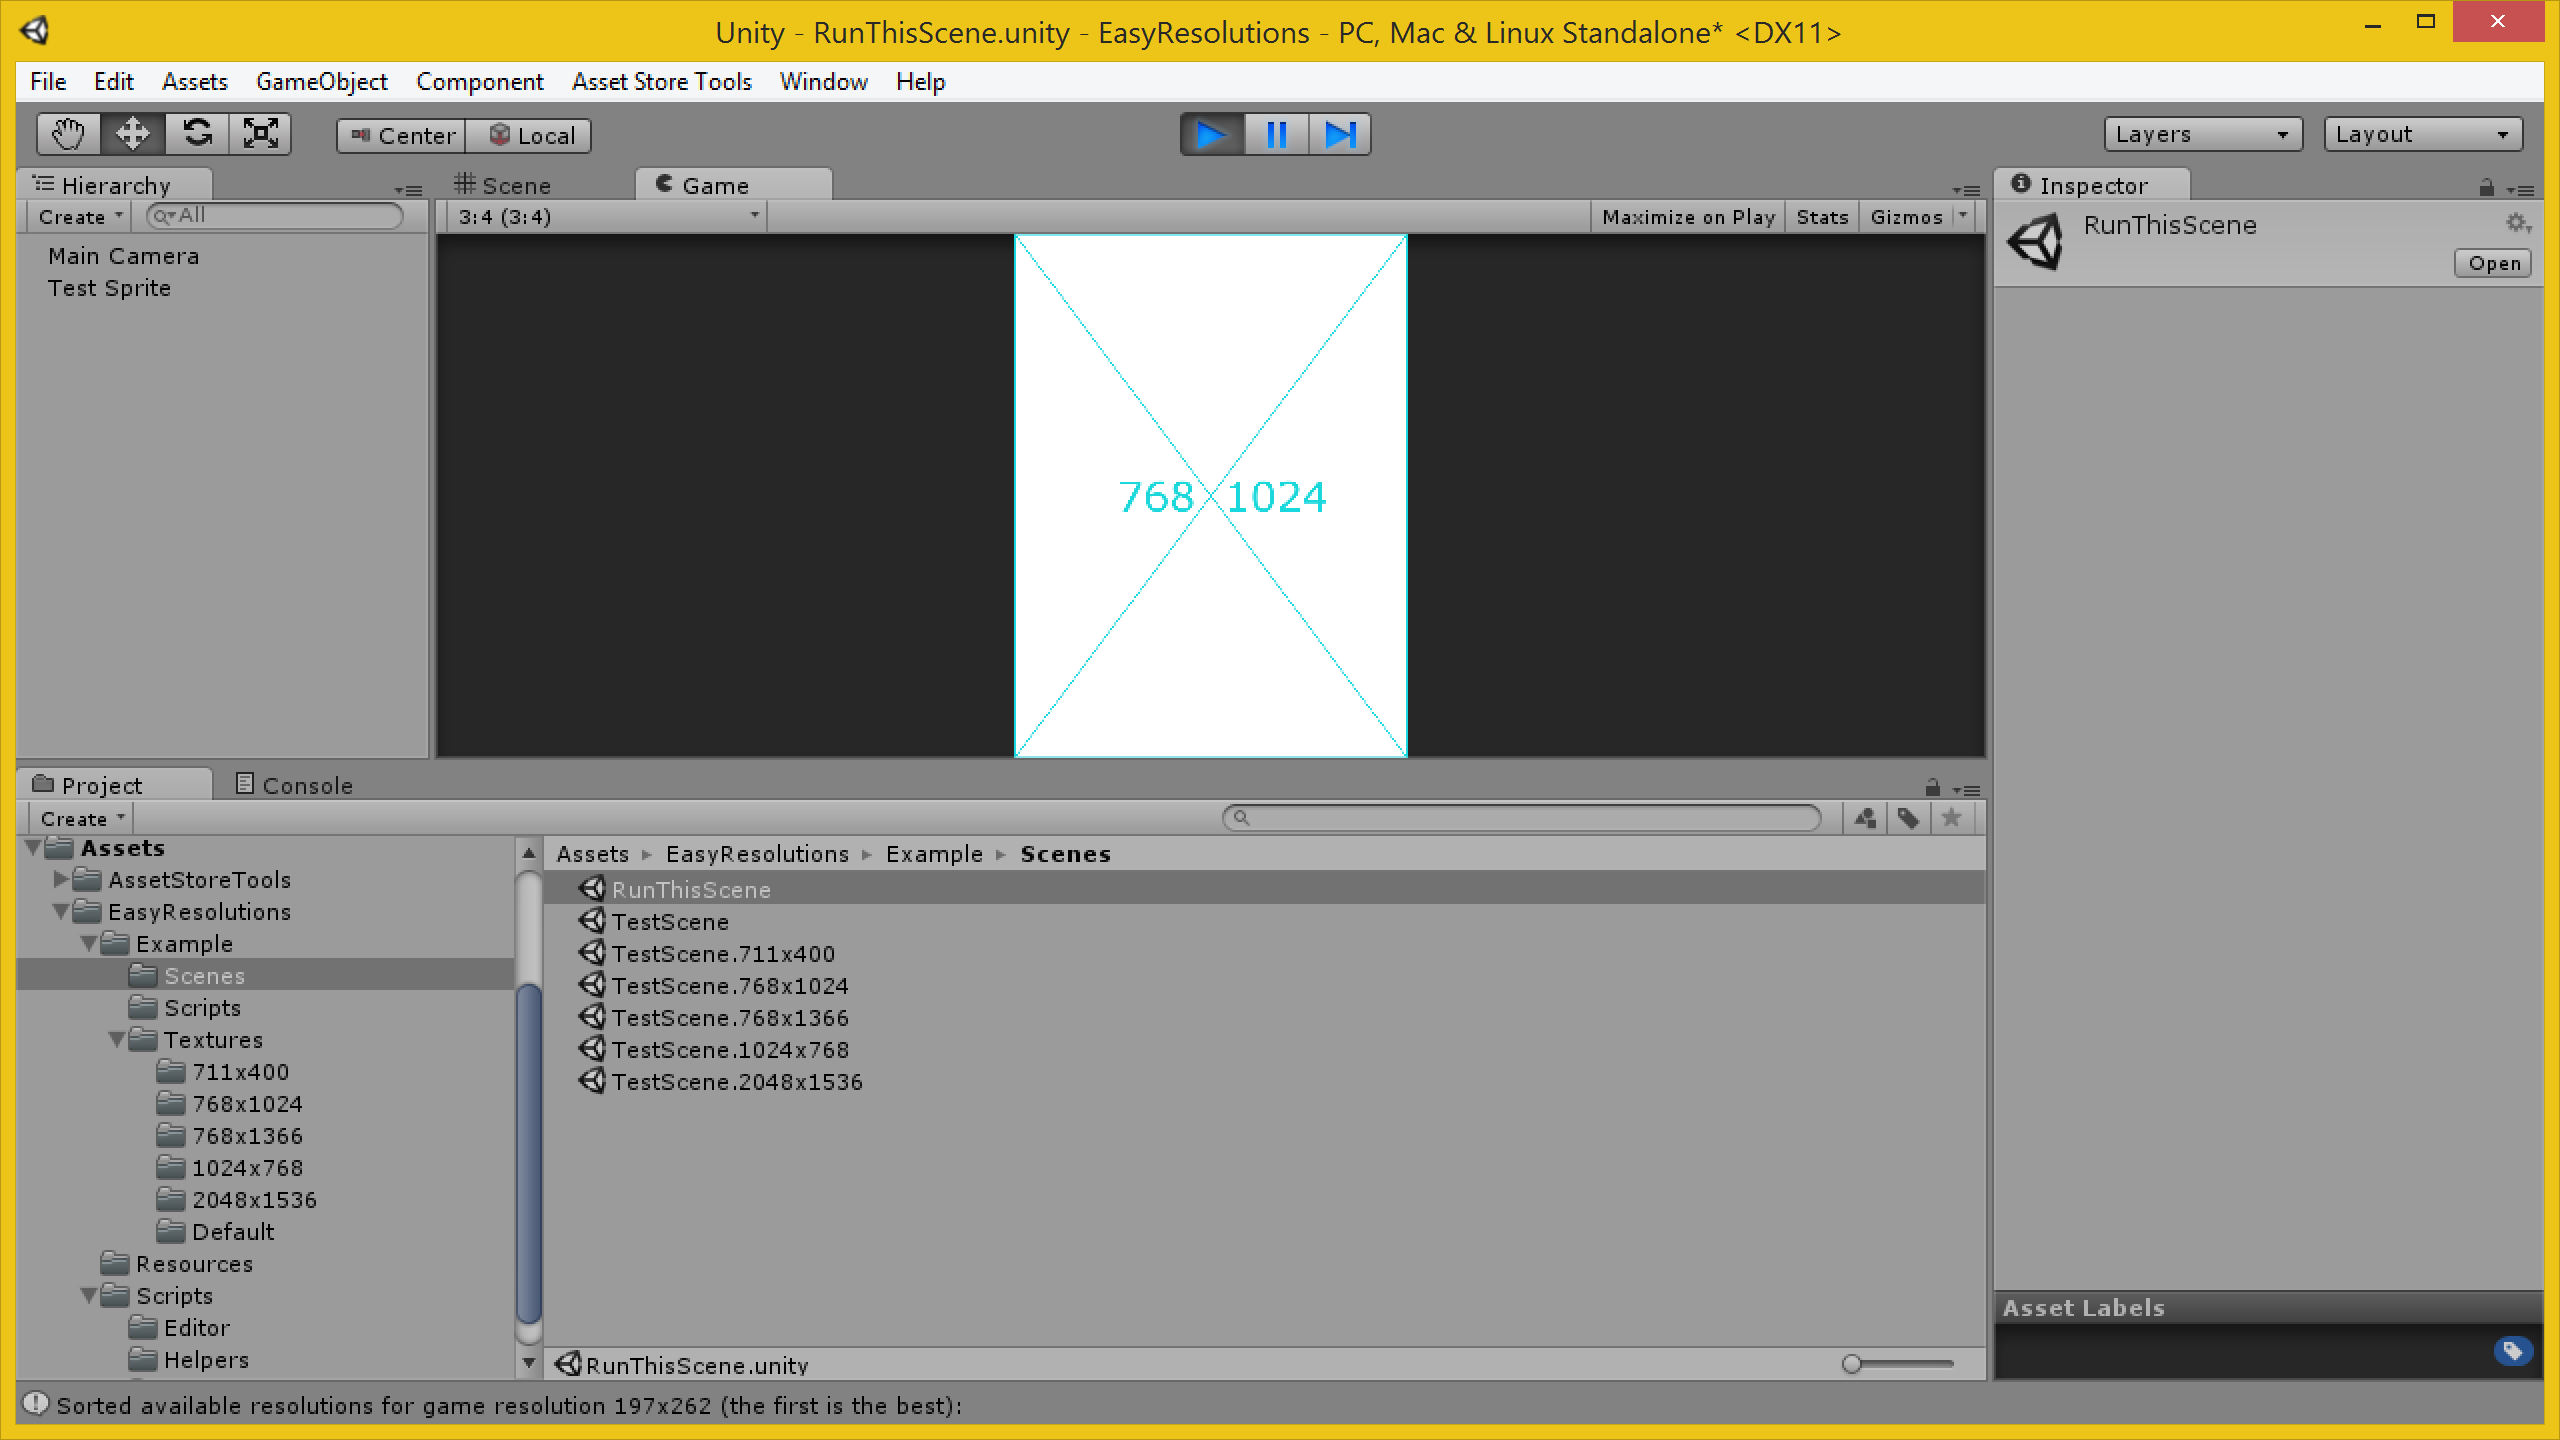 Unity - RunThisScene.unity - EasyResolutions - PC, Mac & Linux Standalone* <DX11>
File Edit Assets GameObject Component Asset Store Tools Window Help
Center Local Layers Layout
Hierarchy
Create All
Main Camera
Test Sprite
Scene Game
3:4 (3:4) Maximize on Play Stats Gizmos
768 1024
Inspector
RunThisScene
Open
Project Console
Create
Assets
AssetStoreTools
EasyResolutions
Example
Scenes
Scripts
Textures
711x400
768x1024
768x1366
1024x768
2048x1536
Default
Resources
Scripts
Editor
Helpers
Assets EasyResolutions Example Scenes
RunThisScene
TestScene
TestScene.711x400
TestScene.768x1024
TestScene.768x1366
TestScene.1024x768
TestScene.2048x1536
RunThisScene.unity
Asset Labels
Sorted available resolutions for game resolution 197x262 (the first is the best):